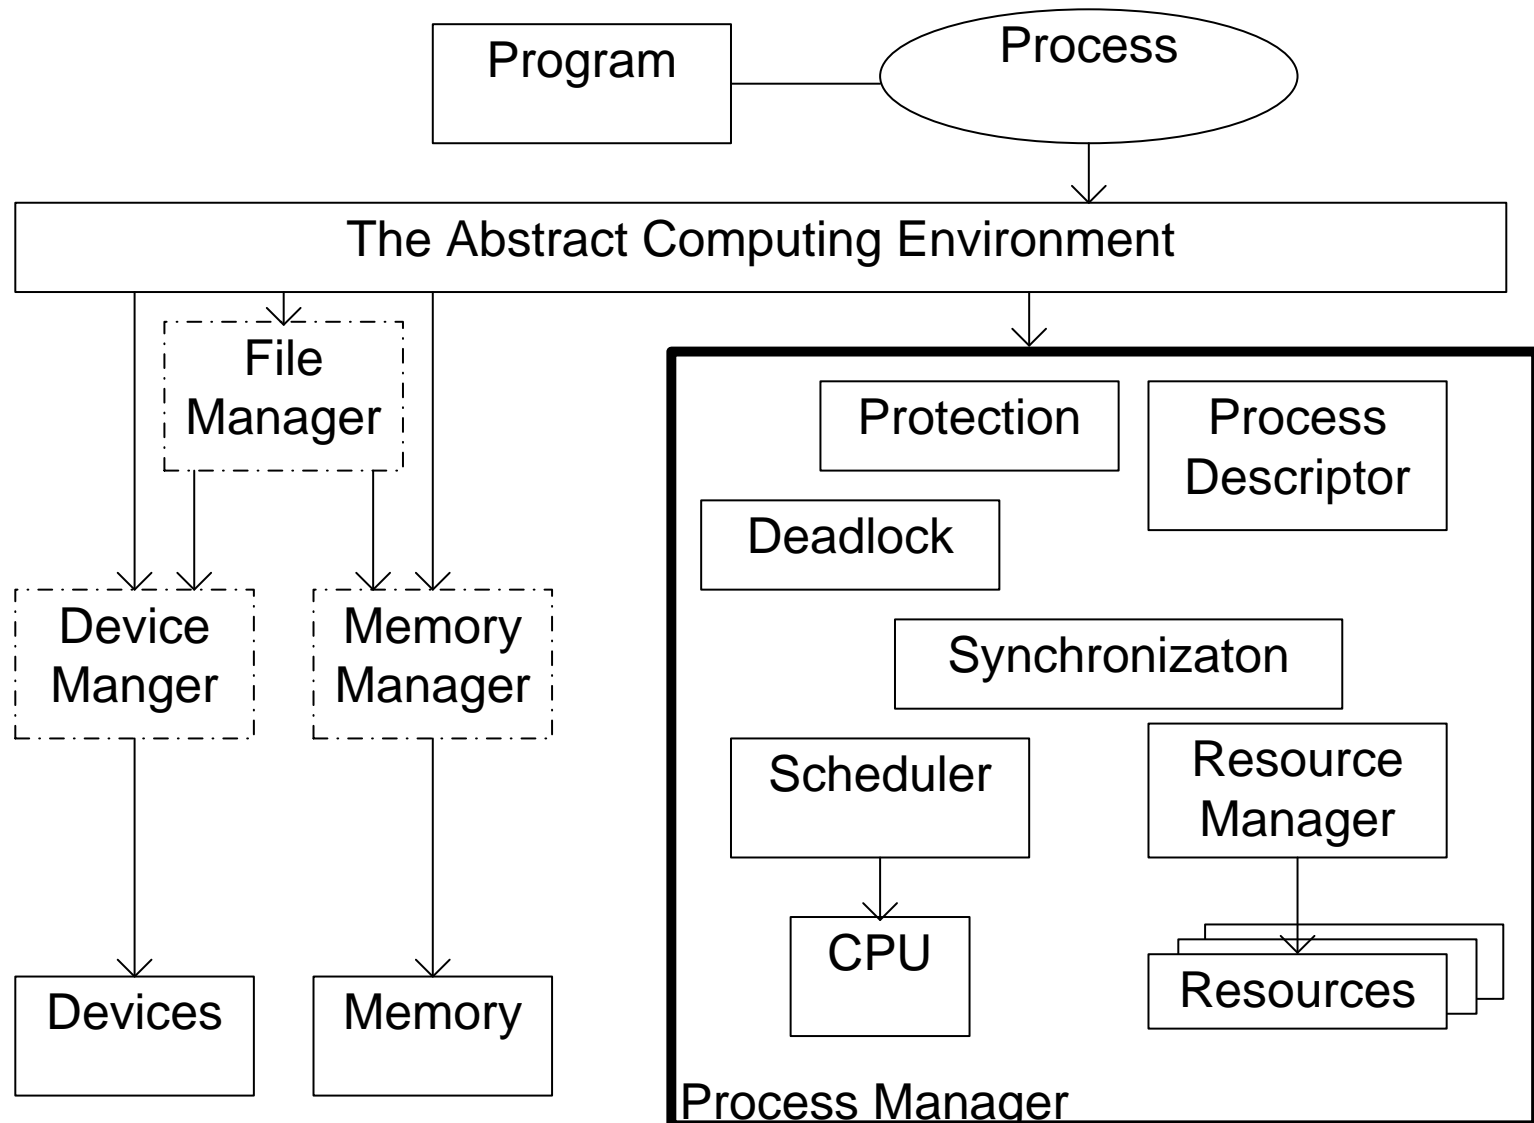 Program
Process
The Abstract Computing Environment
File
Manager
Protection
Process
Descriptor
Deadlock
Device
Manger
Memory
Manager
Synchronizaton
Scheduler
Resource
Manager
CPU
Resources
Devices
Memory
Process Manager